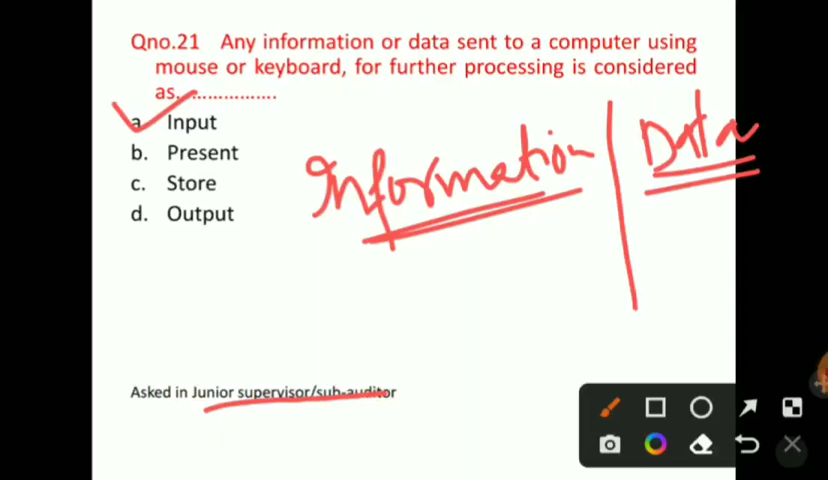 Qno.21 Any information or data sent to a computer using
mouse or keyboard, for further processing is considered
as.................
a. Input
b. Present
c. Store
d. Output
Information
Data
Asked in Junior supervisor/sub-auditor